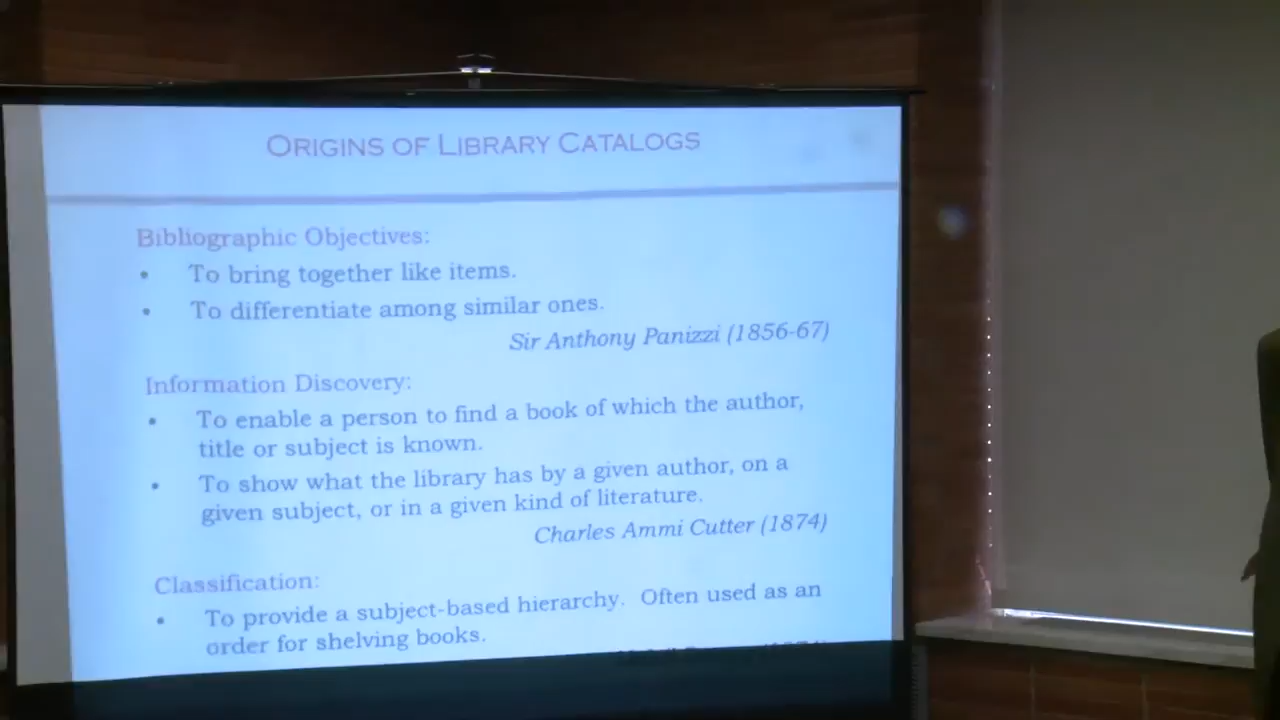 ORIGINS OF LIBRARY CATALOGS
Bibliographic Objectives:
• To bring together like items.
• To differentiate among similar ones.
Sir Anthony Panizzi (1856-67)
Information Discovery:
• To enable a person to find a book of which the author,
title or subject is known.
• To show what the library has by a given author, on a
given subject, or in a given kind of literature.
Charles Ammi Cutter (1874)
Classification:
• To provide a subject-based hierarchy. Often used as an
order for shelving books.